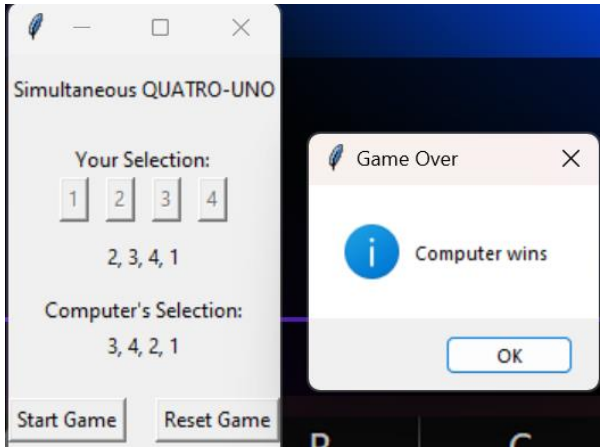 Simultaneous QUATRO-UNO
Your Selection:
1 2 3 4
2, 3, 4, 1
Computer's Selection:
3, 4, 2, 1
Start Game Reset Game
Game Over
Computer wins
OK